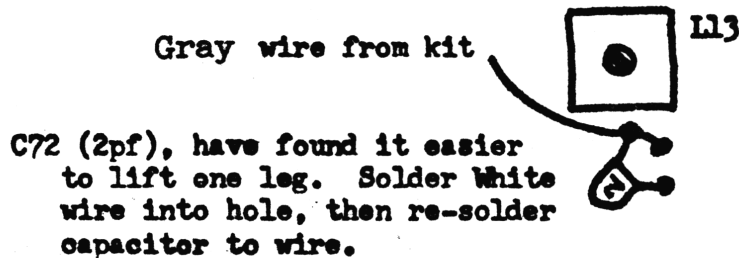 L13
Gray wire from kit
C72 (2pf), have found it easier
to lift one leg. Solder White
wire into hole, then re-solder
capacitor to wire.
2